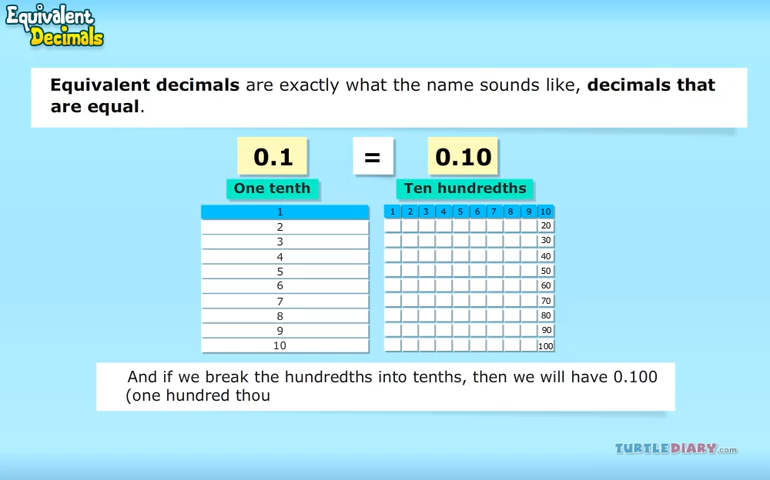 Equivalent
Decimals
Equivalent decimals are exactly what the name sounds like, decimals that
are equal.
0.1 = 0.10
One tenth Ten hundredths
1 1 2 3 4 5 6 7 8 9 10
2 20
3 30
4 40
5 50
6 60
7 70
8 80
9 90
10 100
And if we break the hundredths into tenths, then we will have 0.100
(one hundred thou
TURTLEDIARY.com